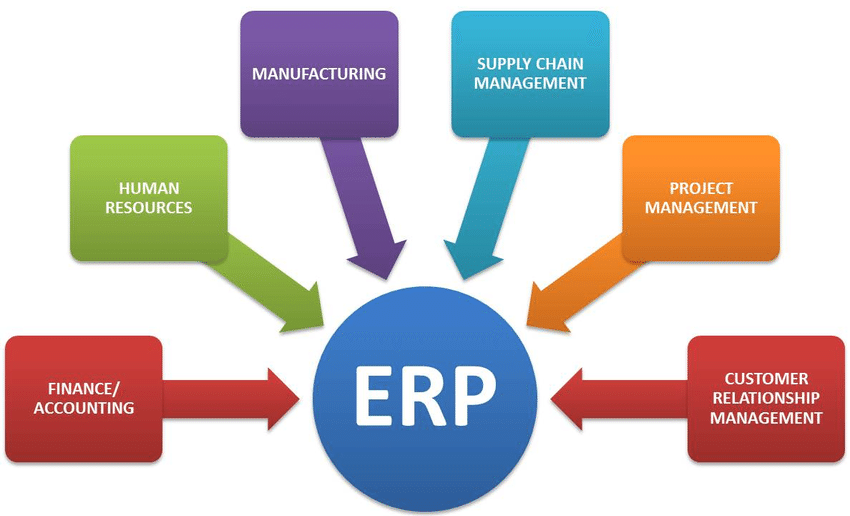 MANUFACTURING
SUPPLY CHAIN
MANAGEMENT
HUMAN
RESOURCES
PROJECT
MANAGEMENT
FINANCE/
ACCOUNTING
ERP
CUSTOMER
RELATIONSHIP
MANAGEMENT